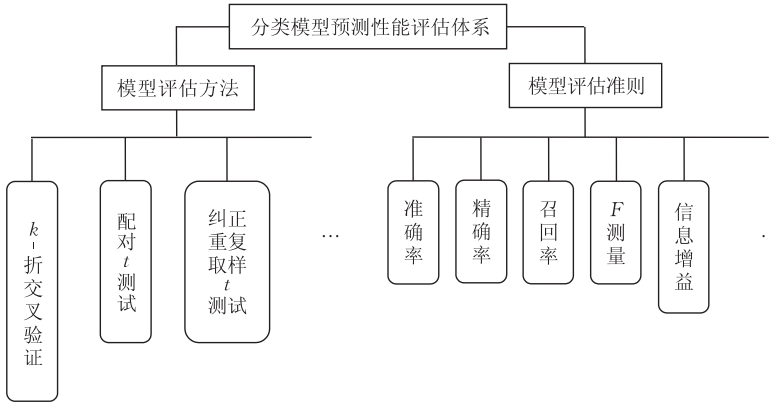 分类模型预测性能评估体系
模型评估方法
模型评估准则
k-折交叉验证
配对t测试
纠正
重复
取样
t
测试
…
准确率
精确率
召回率
F测量
信息增益
.